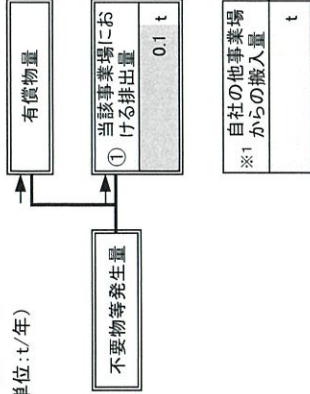 単位:t/年)
不要物等発生量
有償物量
① 当該事業場にお
ける排出量
0.1 t
※1 自社の他事業場
からの搬入量
t